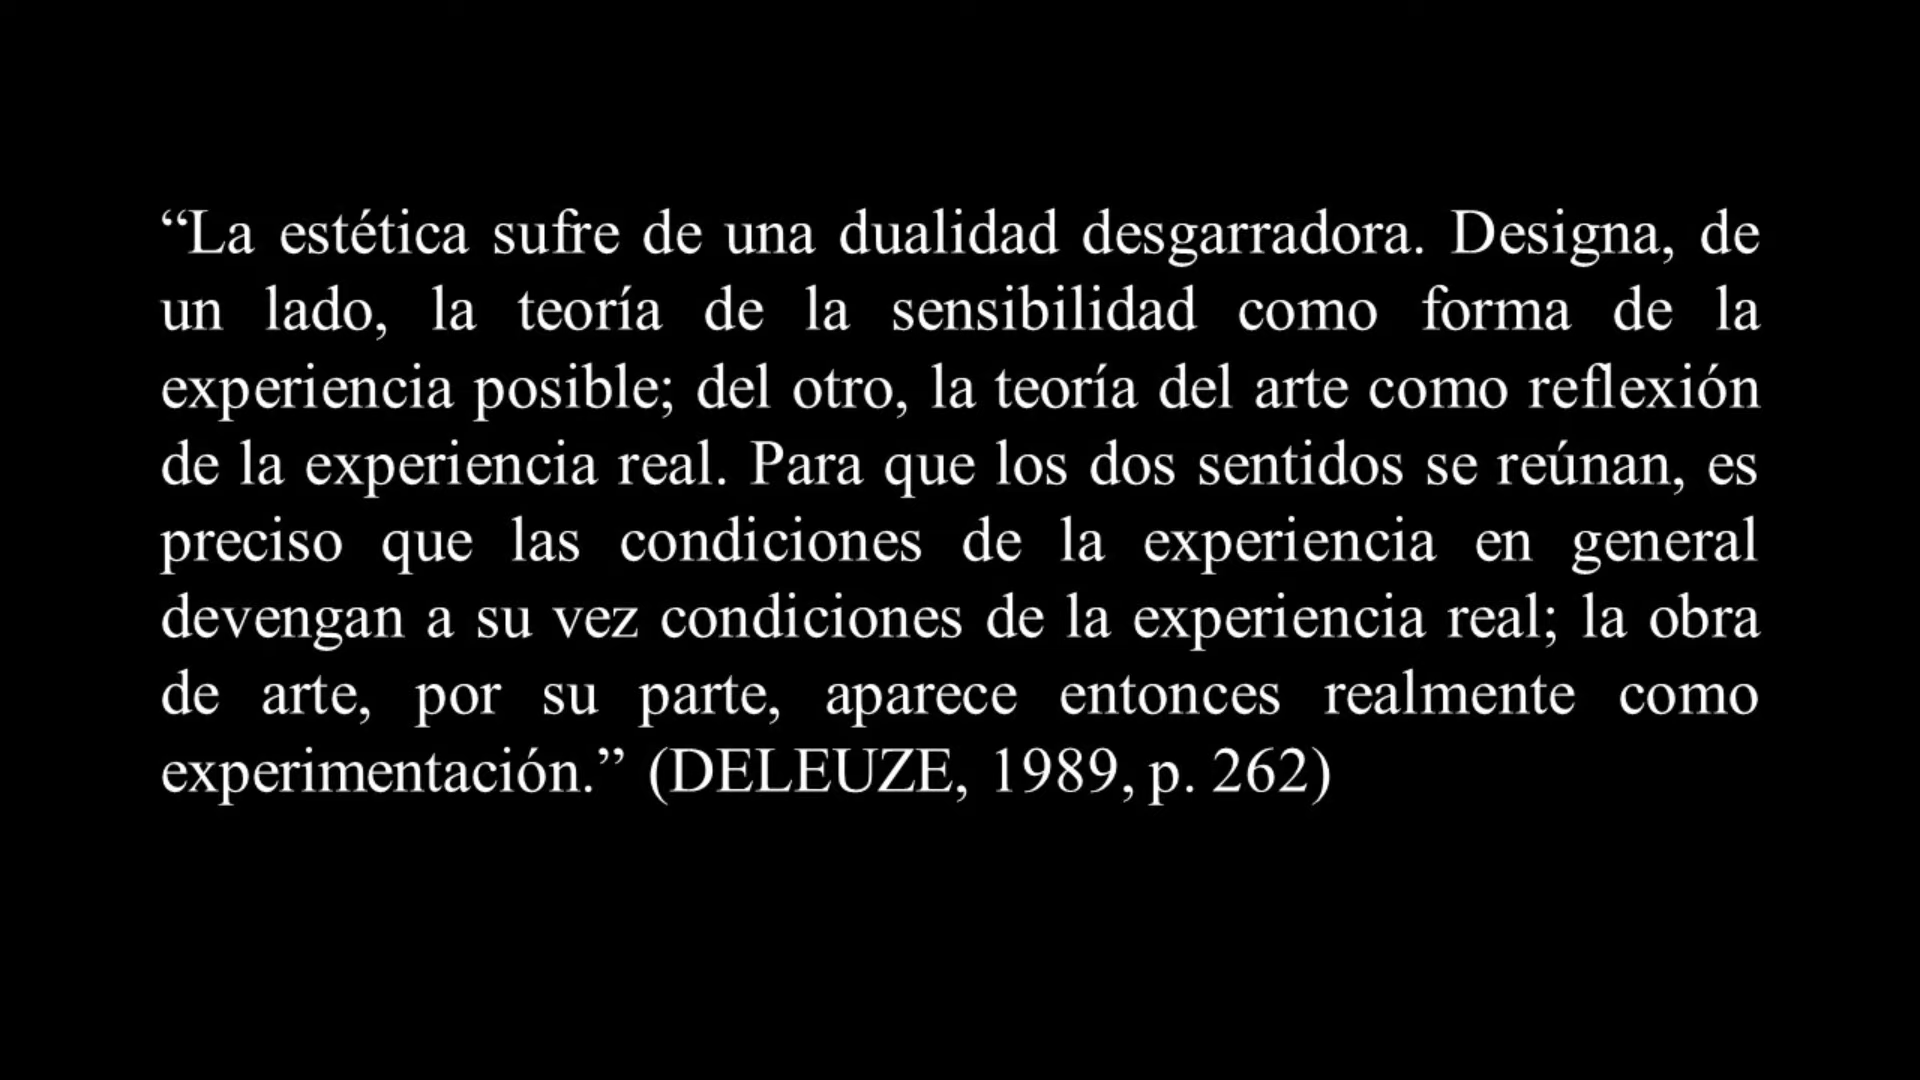 “La estética sufre de una dualidad desgarradora. Designa, de
un lado, la teoría de la sensibilidad como forma de la
experiencia posible; del otro, la teoría del arte como reflexión
de la experiencia real. Para que los dos sentidos se reúnan, es
preciso que las condiciones de la experiencia en general
devengan a su vez condiciones de la experiencia real; la obra
de arte, por su parte, aparece entonces realmente como
experimentación.” (DELEUZE, 1989, p. 262)